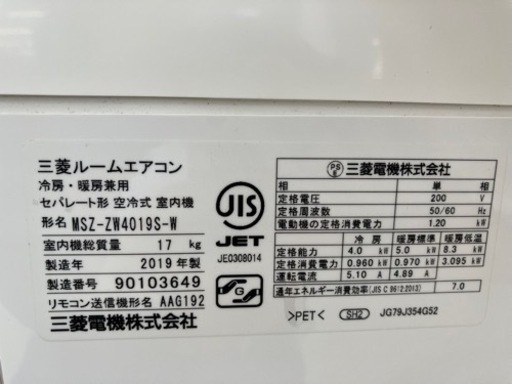 三菱ルームエアコン
冷房・暖房兼用
セパレート形 空冷式 室内機
形名 MSZ-ZW4019S-W
室内機総質量 17 kg
製造年 2019年製
製造番号 90103649
リモコン送信機形名 AAG192
三菱電機株式会社
JIS
JET
JE0308014
PSE 三菱電機株式会社
相 単 相
定格電圧 200 V
定格周波数 50/60 Hz
電動機の定格消費電力 1.20 kW
冷 房 暖房標準 暖房低温
定格能力 4.0 kW 5.0 kW 8.3 kW
定格消費電力 0.960 kW 0.970 kW 3.095 kW
運転電流 5.10 A 4.89 A
通年エネルギー消費効率(JIS C 9612:2013) 7.0
>PET< SH2 JG79J354G52